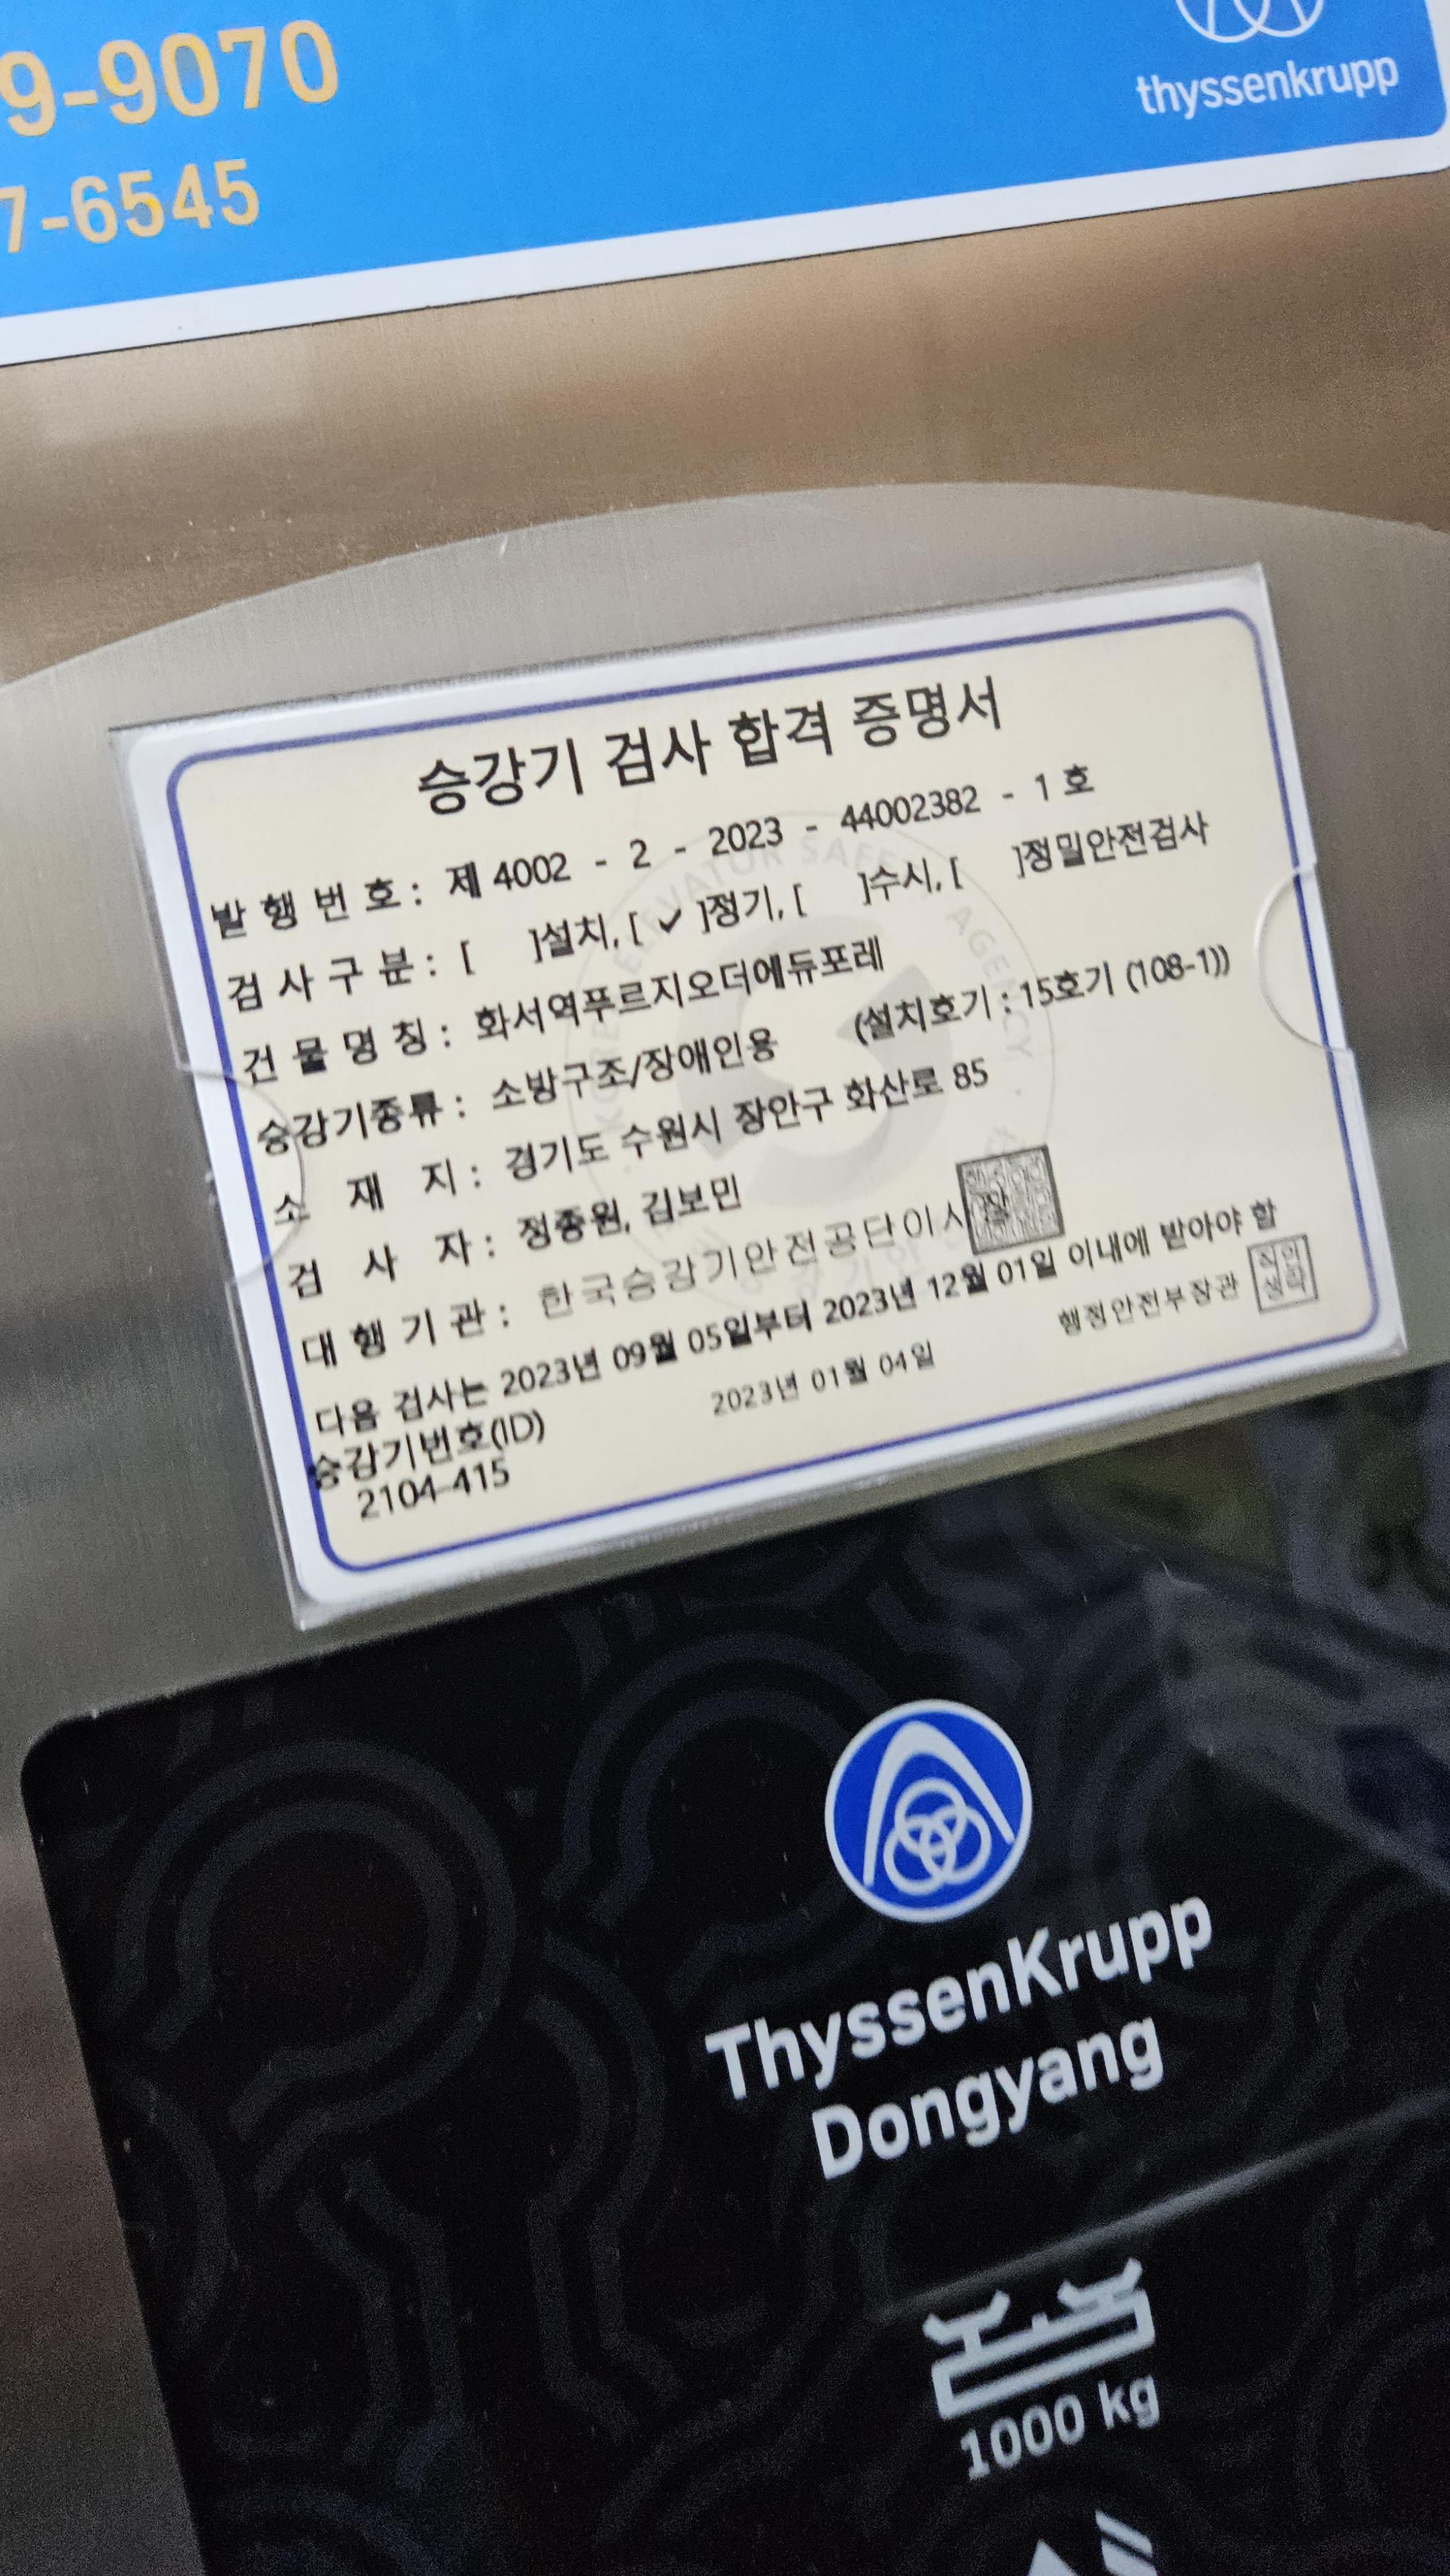 9-9070
7-6545
thyssenkrupp
승강기 검사 합격 증명서
발 행 번 호 : 제 4002 - 2 - 2023 - 44002382 - 1 호
검 사 구 분 : [ ]설치, [ ✓ ]정기, [ ]수시, [ ]정밀안전검사
건 물 명 칭 : 화서역푸르지오더에듀포레
승강기종류 : 소방구조/장애인용 (설치호기 : 15호기 (108-1))
소 재 지 : 경기도 수원시 장안구 화산로 85
검 사 자 : 정종원, 김보민
대 행 기 관 : 한국승강기안전공단이사
다음 검사는 2023년 09월 05일부터 2023년 12월 01일 이내에 받아야 함
승강기번호(ID)
2104-415
2023년 01월 04일
행정안전부장관
ThyssenKrupp
Dongyang
1000 kg